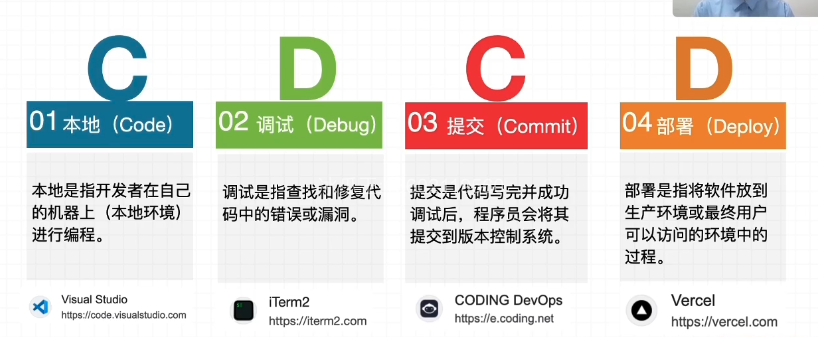 C
01 本地（Code）
本地是指开发者在自己
的机器上（本地环境）
进行编程。
Visual Studio
https://code.visualstudio.com
D
02 调试（Debug）
调试是指查找和修复代
码中的错误或漏洞。
iTerm2
https://iterm2.com
C
03 提交（Commit）
提交是代码写完并成功
调试后，程序员会将其
提交到版本控制系统。
CODING DevOps
https://e.coding.net
D
04 部署（Deploy）
部署是指将软件放到
生产环境或最终用户
可以访问的环境中的
过程。
Vercel
https://vercel.com